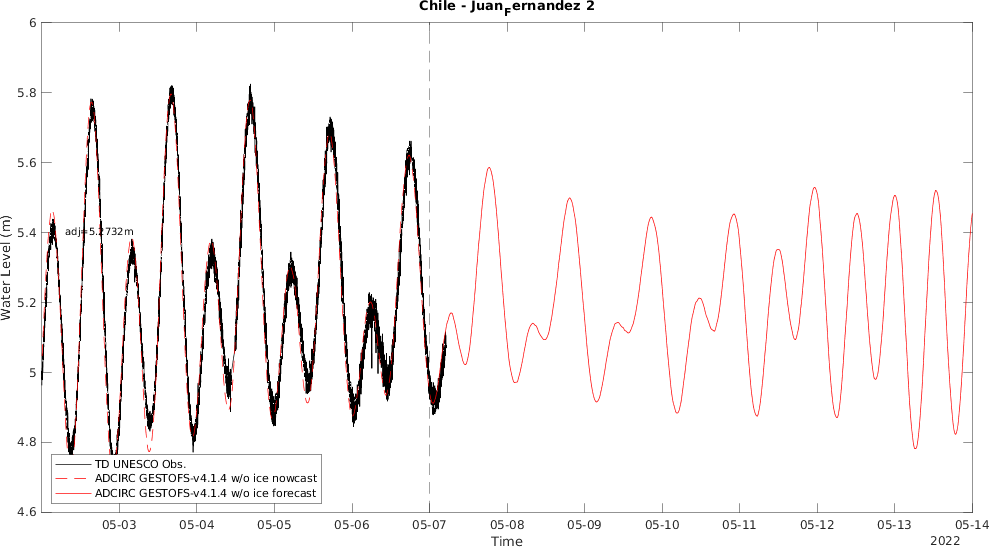 Chile - Juan_Fernandez 2
6
5.8
5.6
5.4
5.2
5
4.8
4.6
Water Level (m)
adj=5.2732m
TD UNESCO Obs.
ADCIRC GESTOFS-v4.1.4 w/o ice nowcast
ADCIRC GESTOFS-v4.1.4 w/o ice forecast
05-03 05-04 05-05 05-06 05-07 05-08 05-09 05-10 05-11 05-12 05-13 05-14
Time
2022